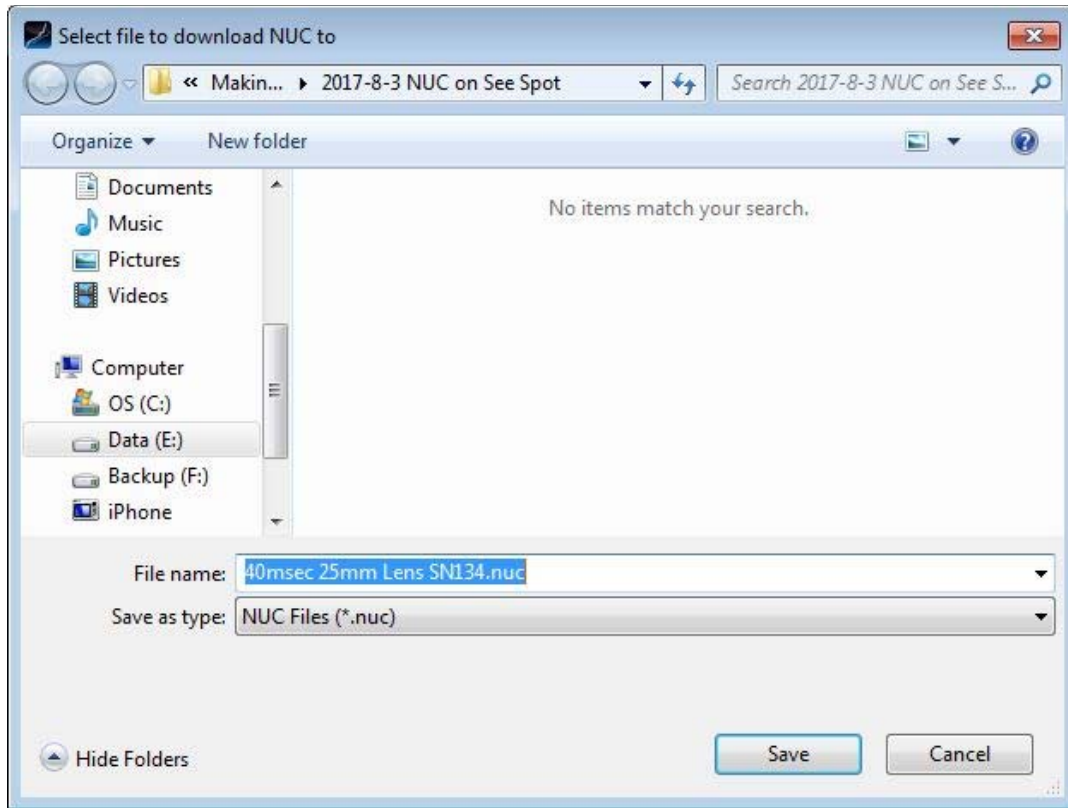 Select file to download NUC to
« Makin... ▸ 2017-8-3 NUC on See Spot
Search 2017-8-3 NUC on See S...
Organize
New folder
Documents
Music
Pictures
Videos
Computer
OS (C:)
Data (E:)
Backup (F:)
iPhone
No items match your search.
File name: 40msec 25mm Lens SN134.nuc
Save as type: NUC Files (*.nuc)
Hide Folders
Save
Cancel